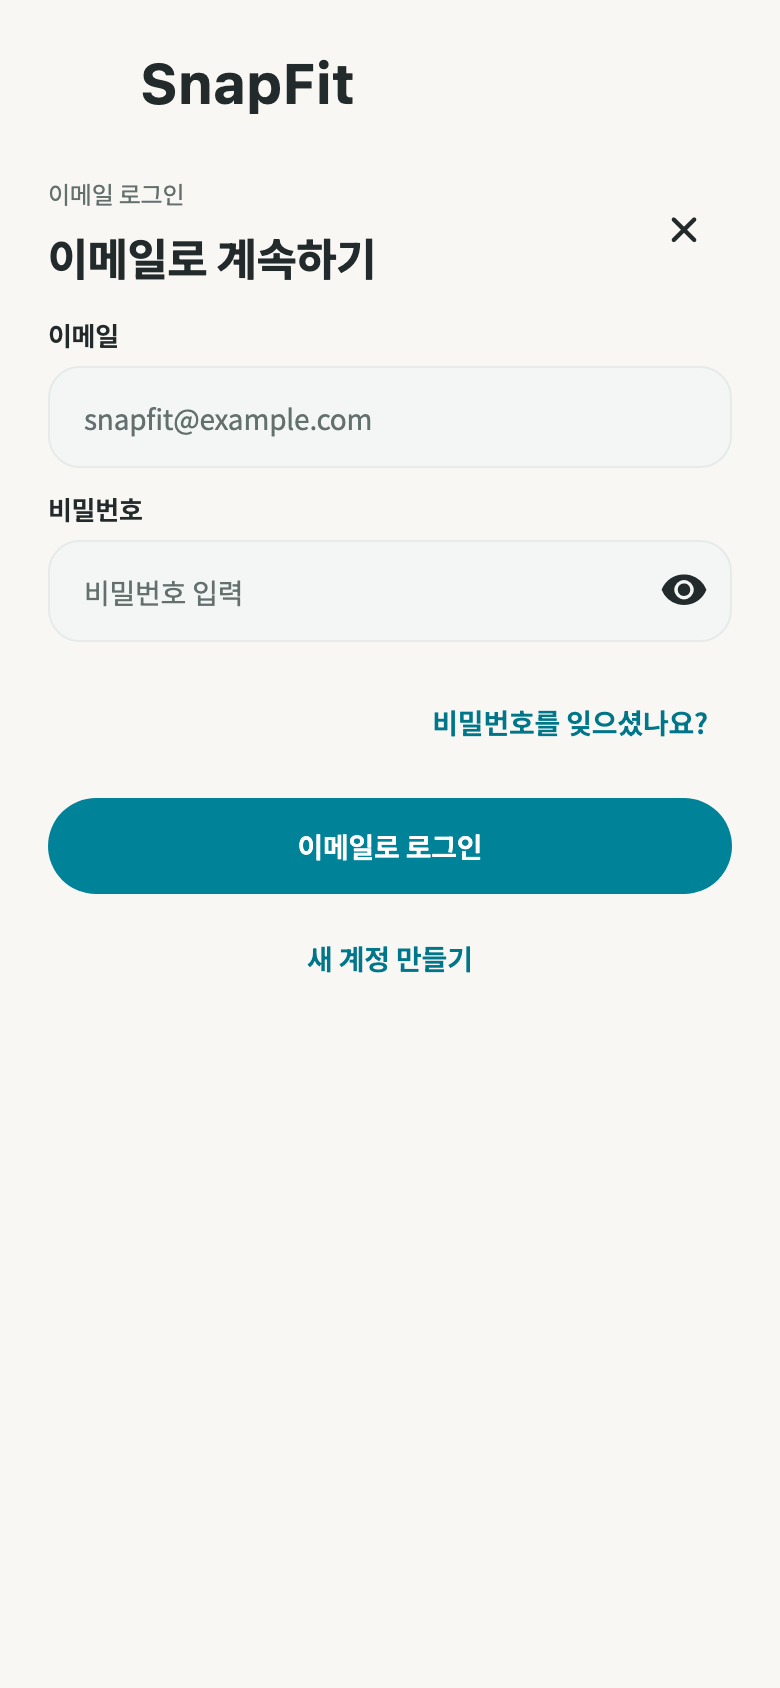 SnapFit
이메일 로그인
이메일로 계속하기
이메일
snapfit@example.com
비밀번호
비밀번호 입력
비밀번호를 잊으셨나요?
이메일로 로그인
새 계정 만들기